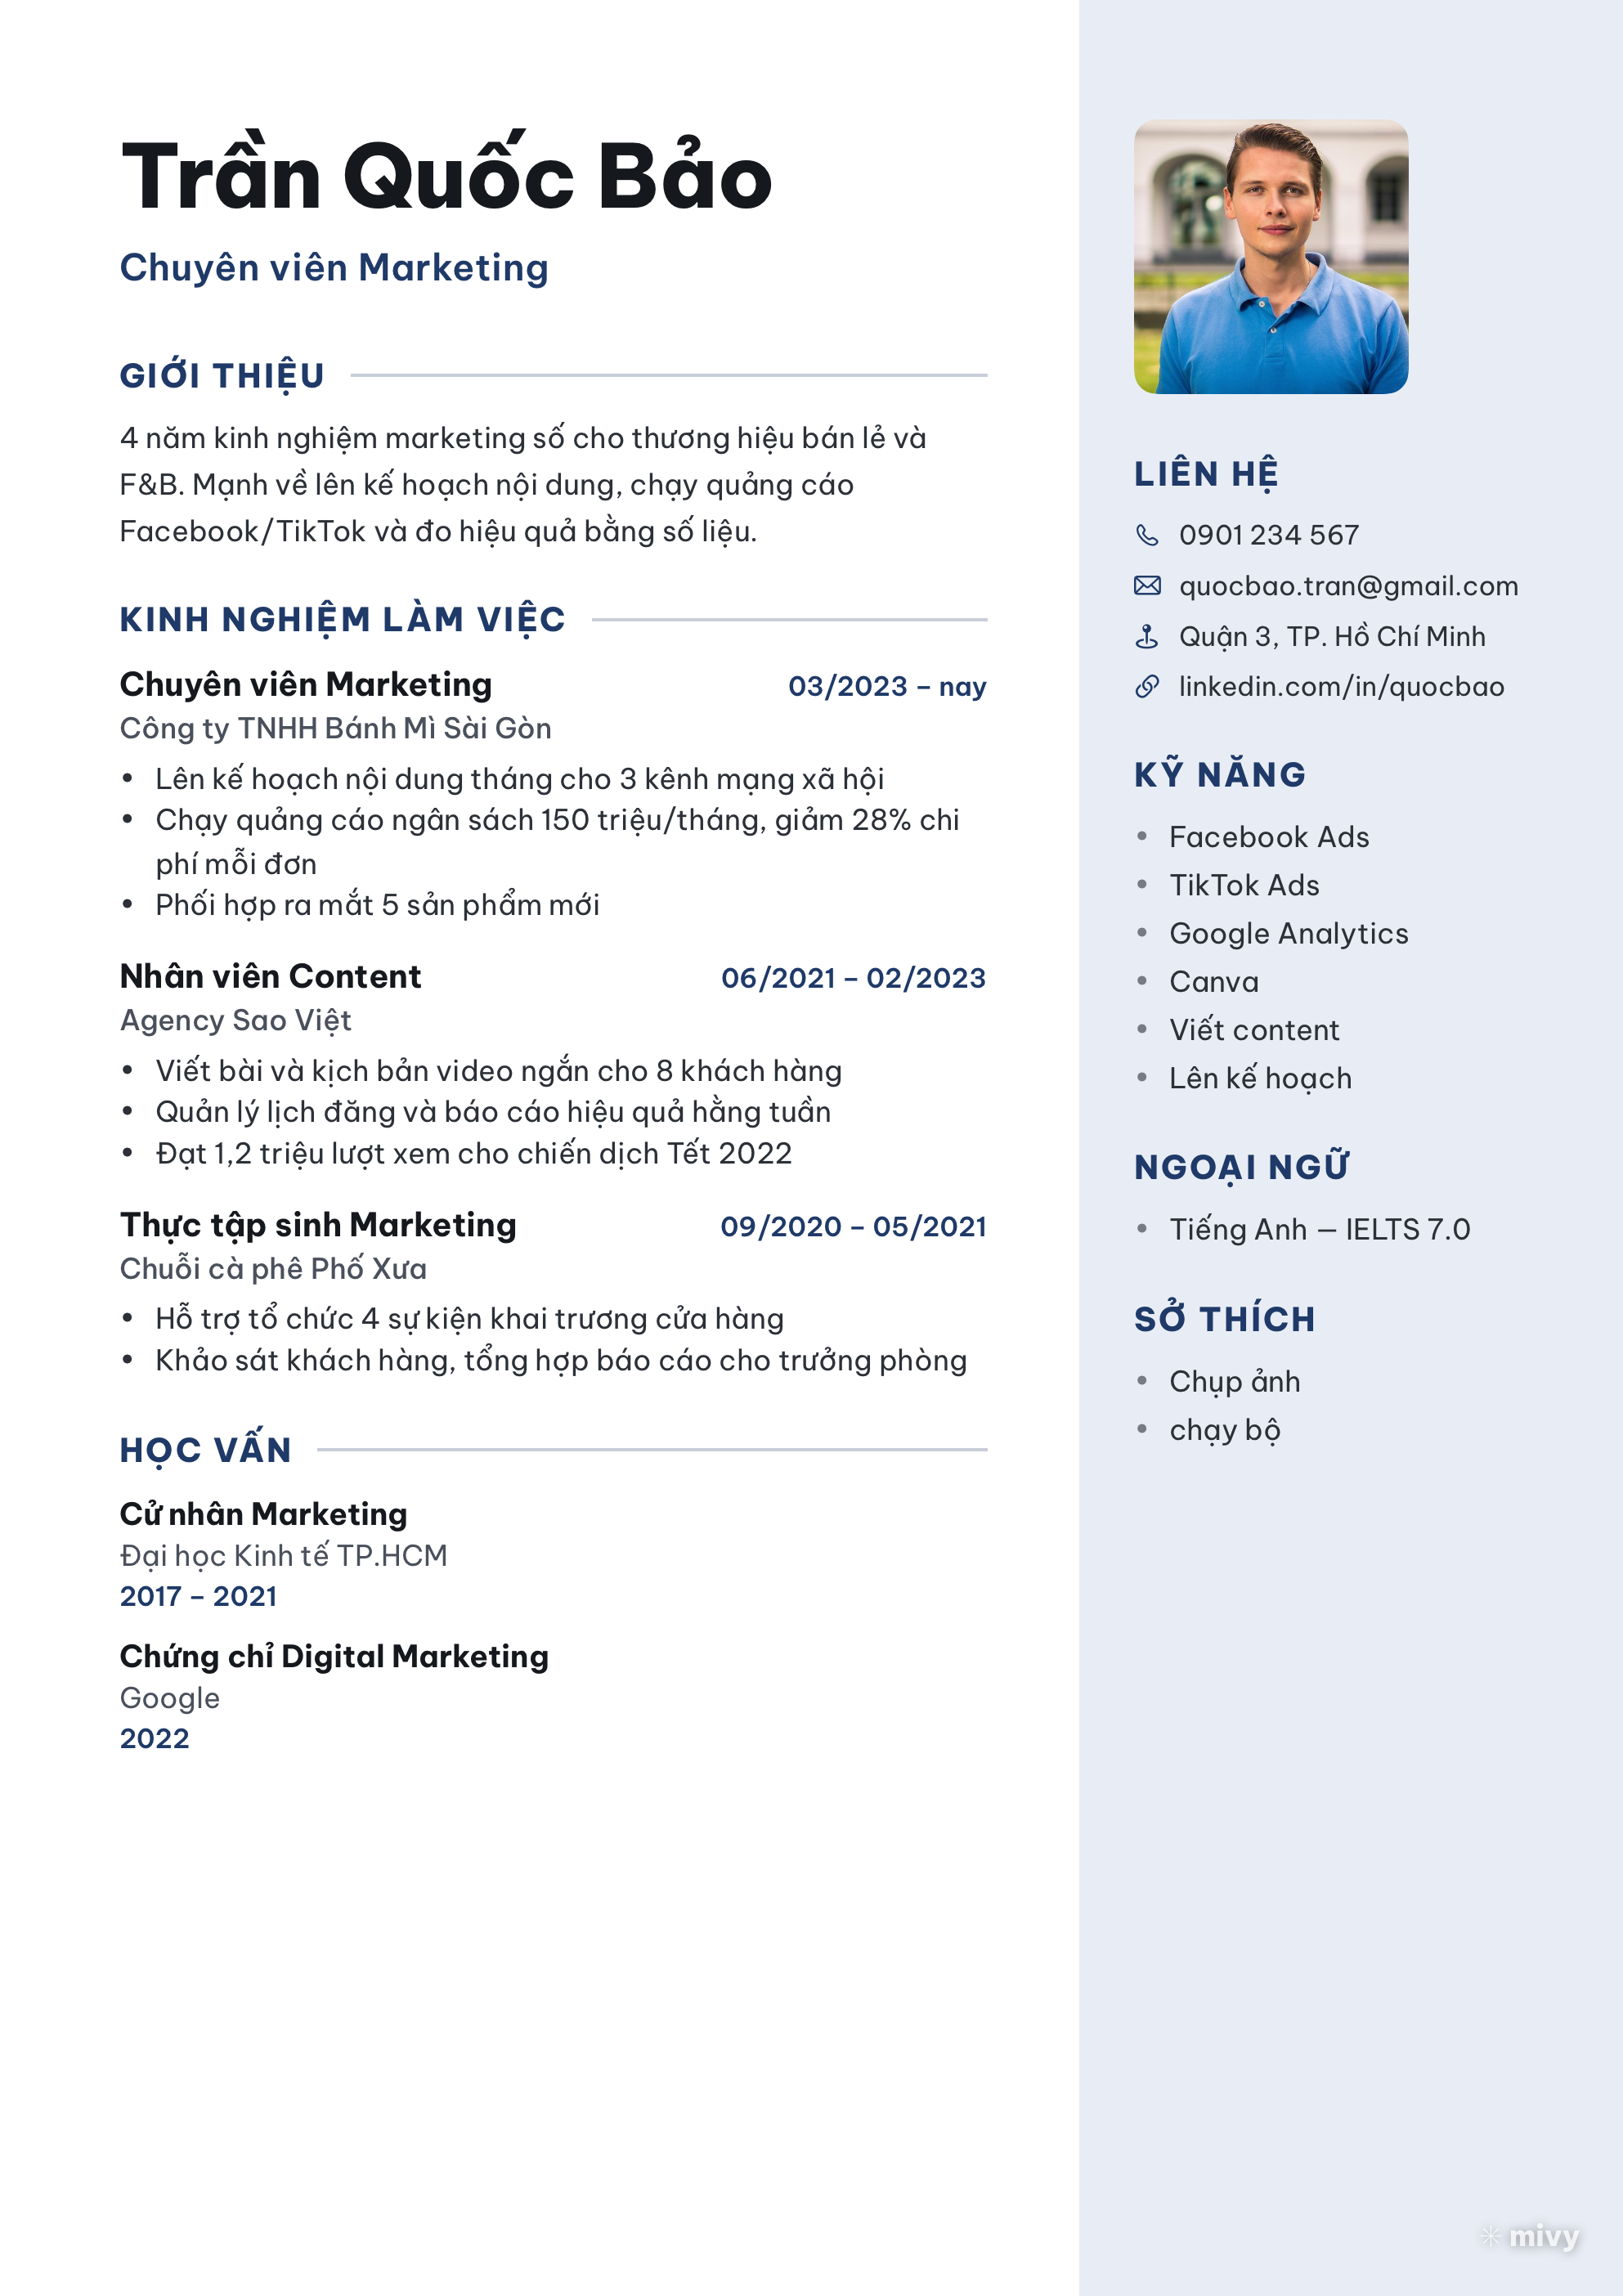 Trần Quốc Bảo
Chuyên viên Marketing
GIỚI THIỆU
4 năm kinh nghiệm marketing số cho thương hiệu bán lẻ và
F&B. Mạnh về lên kế hoạch nội dung, chạy quảng cáo
Facebook/TikTok và đo hiệu quả bằng số liệu.
KINH NGHIỆM LÀM VIỆC
Chuyên viên Marketing 03/2023 – nay
Công ty TNHH Bánh Mì Sài Gòn
• Lên kế hoạch nội dung tháng cho 3 kênh mạng xã hội
• Chạy quảng cáo ngân sách 150 triệu/tháng, giảm 28% chi
phí mỗi đơn
• Phối hợp ra mắt 5 sản phẩm mới
Nhân viên Content 06/2021 – 02/2023
Agency Sao Việt
• Viết bài và kịch bản video ngắn cho 8 khách hàng
• Quản lý lịch đăng và báo cáo hiệu quả hằng tuần
• Đạt 1,2 triệu lượt xem cho chiến dịch Tết 2022
Thực tập sinh Marketing 09/2020 – 05/2021
Chuỗi cà phê Phố Xưa
• Hỗ trợ tổ chức 4 sự kiện khai trương cửa hàng
• Khảo sát khách hàng, tổng hợp báo cáo cho trưởng phòng
HỌC VẤN
Cử nhân Marketing
Đại học Kinh tế TP.HCM
2017 – 2021
Chứng chỉ Digital Marketing
Google
2022
LIÊN HỆ
0901 234 567
quocbao.tran@gmail.com
Quận 3, TP. Hồ Chí Minh
linkedin.com/in/quocbao
KỸ NĂNG
• Facebook Ads
• TikTok Ads
• Google Analytics
• Canva
• Viết content
• Lên kế hoạch
NGOẠI NGỮ
• Tiếng Anh — IELTS 7.0
SỞ THÍCH
• Chụp ảnh
• chạy bộ
mivy